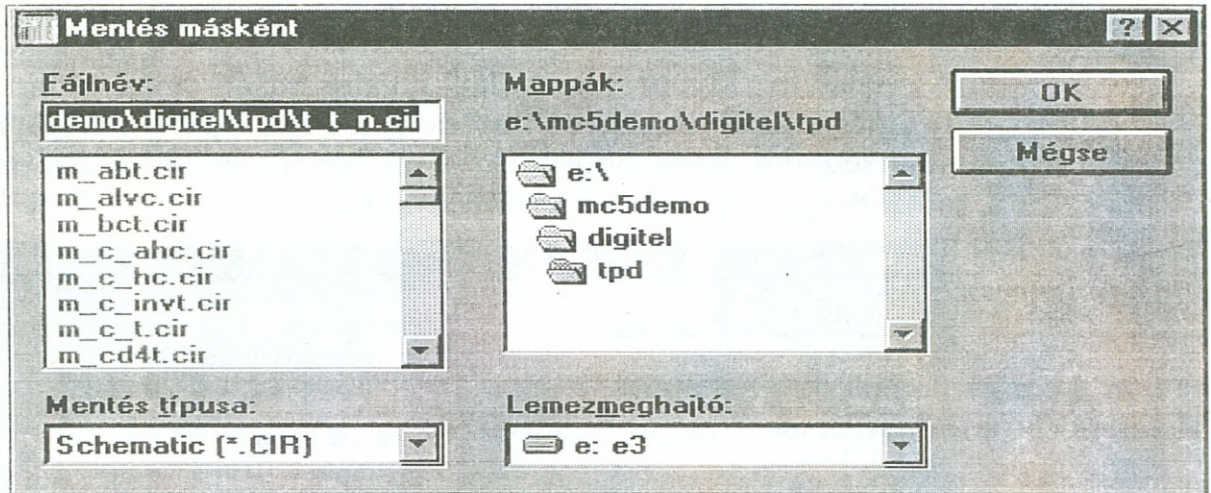 Mentés másként
Fájlnév:
demo\digitel\tpd\t_t_n.cir
m_abt.cir
m_alvc.cir
m_bct.cir
m_c_ahc.cir
m_c_hc.cir
m_c_invt.cir
m_c_t.cir
m_cd4t.cir
Mentés típusa:
Schematic (*.CIR)
Mappák:
e:\mc5demo\digitel\tpd
e:\
mc5demo
digitel
tpd
Lemezmeghajtó:
e: e3
OK
Mégse